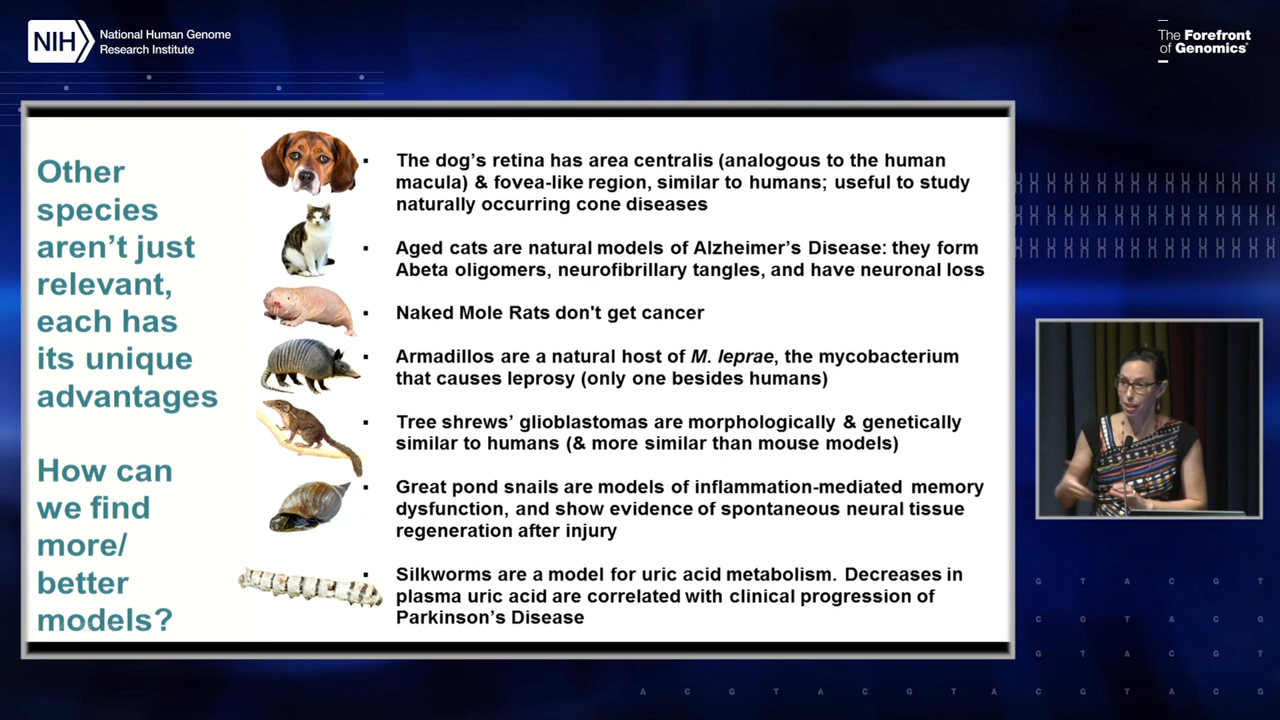 NIH
National Human Genome
Research Institute
The Forefront
of Genomics®
Other
species
aren't just
relevant,
each has
its unique
advantages
How can
we find
more/
better
models?
▪ The dog's retina has area centralis (analogous to the human
macula) & fovea-like region, similar to humans; useful to study
naturally occurring cone diseases
▪ Aged cats are natural models of Alzheimer's Disease: they form
Abeta oligomers, neurofibrillary tangles, and have neuronal loss
▪ Naked Mole Rats don't get cancer
▪ Armadillos are a natural host of M. leprae, the mycobacterium
that causes leprosy (only one besides humans)
▪ Tree shrews' glioblastomas are morphologically & genetically
similar to humans (& more similar than mouse models)
▪ Great pond snails are models of inflammation-mediated memory
dysfunction, and show evidence of spontaneous neural tissue
regeneration after injury
▪ Silkworms are a model for uric acid metabolism. Decreases in
plasma uric acid are correlated with clinical progression of
Parkinson's Disease
G T A C G T
C G T A C G
G T A C G T
A C G T A C G T A C G T A C G